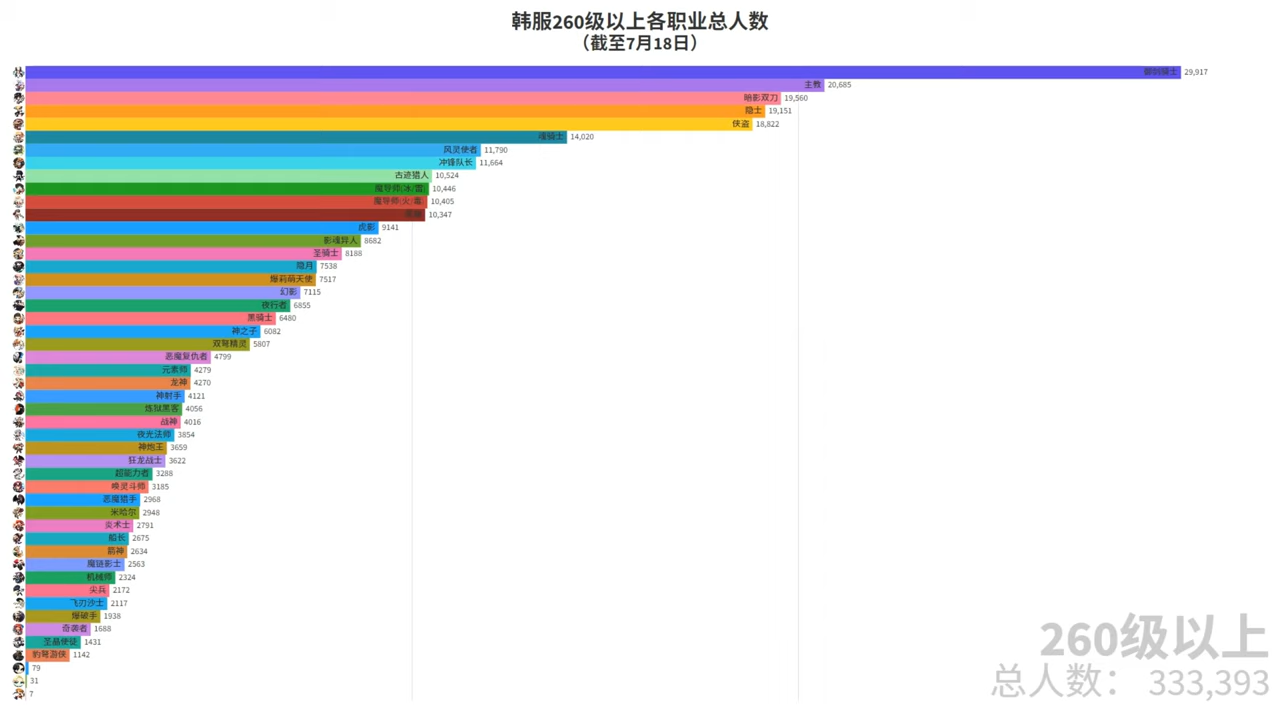 韩服260级以上各职业总人数
（截至7月18日）
御剑骑士 29,917
主教 20,685
暗影双刀 19,560
隐士 19,151
侠盗 18,822
魂骑士 14,020
风灵使者 11,790
冲锋队长 11,664
古迹猎人 10,524
魔导师(冰/雷) 10,446
魔导师(火/毒) 10,405
10,347
虎影 9141
影魂异人 8682
圣骑士 8188
隐月 7538
爆莉萌天使 7517
幻影 7115
夜行者 6855
黑骑士 6480
神之子 6082
双弩精灵 5807
恶魔复仇者 4799
元素师 4279
龙神 4270
神射手 4121
炼狱黑客 4056
战神 4016
夜光法师 3854
神炮王 3659
狂龙战士 3622
超能力者 3288
唤灵斗师 3185
恶魔猎手 2968
米哈尔 2948
炎术士 2791
船长 2675
箭神 2634
魔链影士 2563
机械师 2324
尖兵 2172
飞刃沙士 2117
爆破手 1938
奇袭者 1688
圣晶使徒 1431
豹弩游侠 1142
79
31
7
260级以上
总人数： 333,393